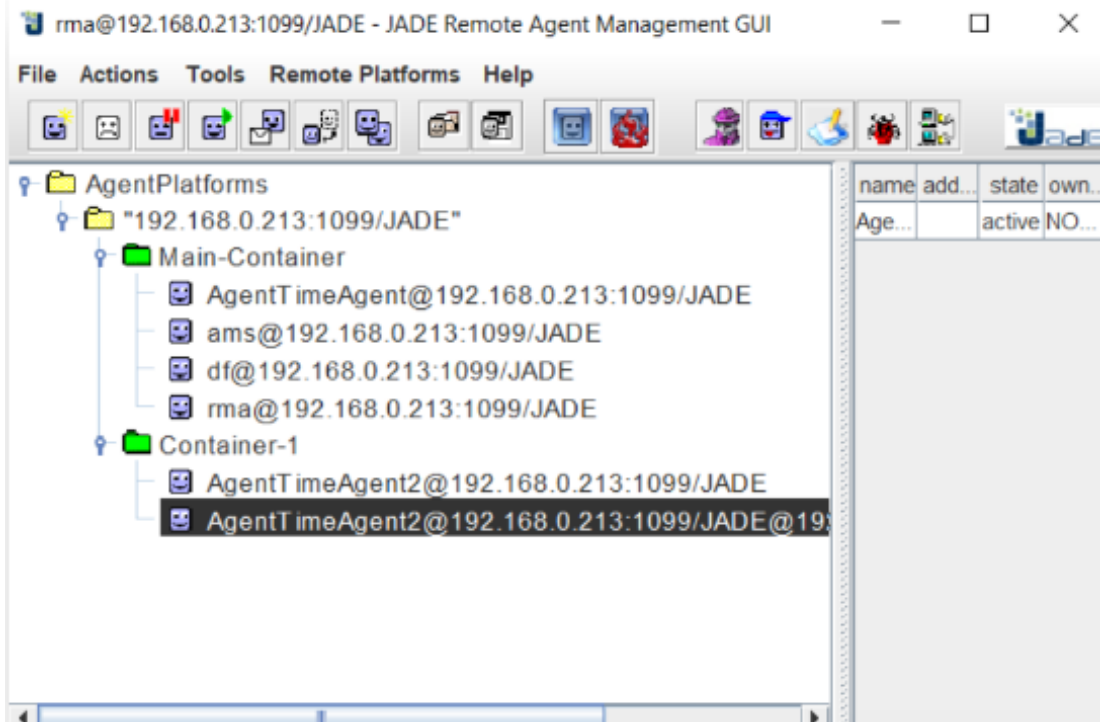 rma@192.168.0.213:1099/JADE - JADE Remote Agent Management GUI
File Actions Tools Remote Platforms Help
Jade
AgentPlatforms
"192.168.0.213:1099/JADE"
Main-Container
AgentTimeAgent@192.168.0.213:1099/JADE
ams@192.168.0.213:1099/JADE
df@192.168.0.213:1099/JADE
rma@192.168.0.213:1099/JADE
Container-1
AgentTimeAgent2@192.168.0.213:1099/JADE
AgentTimeAgent2@192.168.0.213:1099/JADE@19
name add... state own...
Age... active NO...